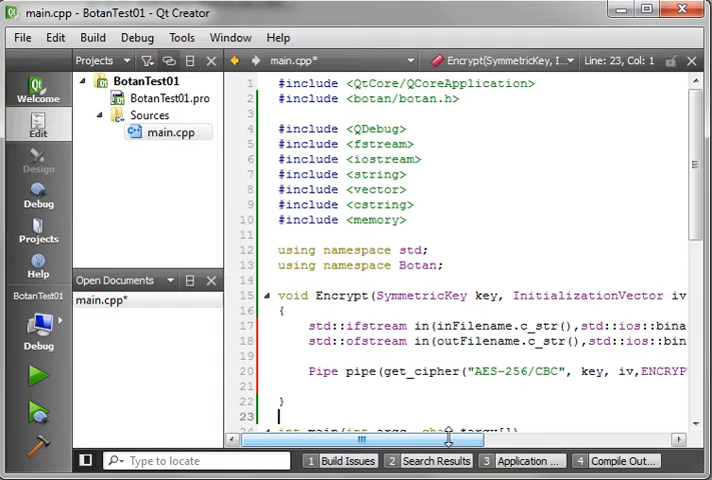 main.cpp - BotanTest01 - Qt Creator
File Edit Build Debug Tools Window Help
Projects main.cpp* Encrypt(SymmetricKey, I... Line: 23, Col: 1
Welcome
Edit
Design
Debug
Projects
Help
BotanTest01
Debug
BotanTest01
BotanTest01.pro
Sources
main.cpp
Open Documents
main.cpp*
1 #include <QtCore/QCoreApplication>
2 #include <botan/botan.h>
3
4 #include <QDebug>
5 #include <fstream>
6 #include <iostream>
7 #include <string>
8 #include <vector>
9 #include <cstring>
10 #include <memory>
11
12 using namespace std;
13 using namespace Botan;
14
15 void Encrypt(SymmetricKey key, InitializationVector iv
16 {
17 std::ifstream in(inFilename.c_str(),std::ios::bina
18 std::ofstream out(outFilename.c_str(),std::ios::bin
19
20 Pipe pipe(get_cipher("AES-256/CBC", key, iv,ENCRYP
21
22 }
23
24 int main(int argc, char *argv[])
Type to locate 1 Build Issues 2 Search Results 3 Application ... 4 Compile Out...